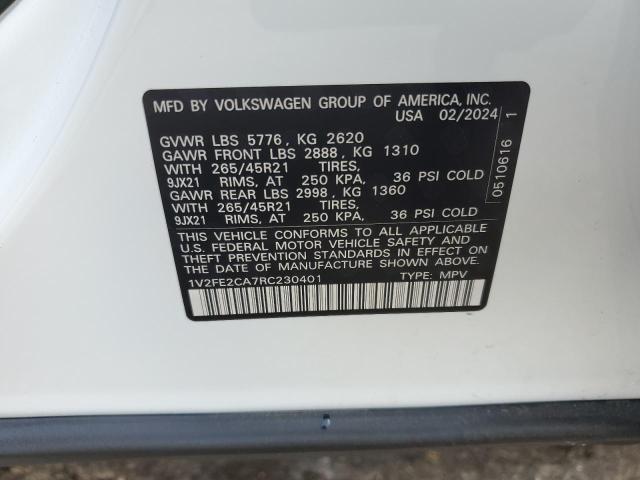 MFD BY VOLKSWAGEN GROUP OF AMERICA, INC.
USA 02/2024
GVWR LBS 5776 , KG 2620
GAWR FRONT LBS 2888 , KG 1310
WITH 265/45R21 TIRES,
9JX21 RIMS, AT 250 KPA, 36 PSI COLD
GAWR REAR LBS 2998 , KG 1360
WITH 265/45R21 TIRES,
9JX21 RIMS, AT 250 KPA, 36 PSI COLD
THIS VEHICLE CONFORMS TO ALL APPLICABLE
U.S. FEDERAL MOTOR VEHICLE SAFETY AND
THEFT PREVENTION STANDARDS IN EFFECT ON
THE DATE OF MANUFACTURE SHOWN ABOVE.
1V2FE2CA7RC230401 TYPE: MPV
0510616 1